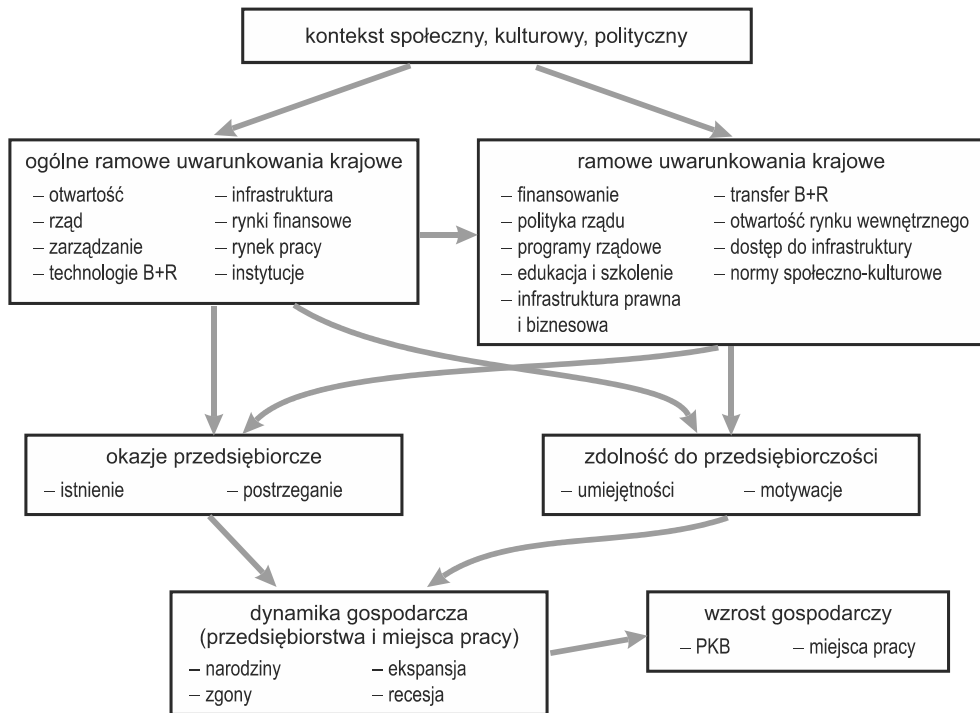 kontekst społeczny, kulturowy, polityczny
ogólne ramowe uwarunkowania krajowe
– otwartość
– rząd
– zarządzanie
– technologie B+R
– infrastruktura
– rynki finansowe
– rynek pracy
– instytucje
ramowe uwarunkowania krajowe
– finansowanie
– polityka rządu
– programy rządowe
– edukacja i szkolenie
– infrastruktura prawna
i biznesowa
– transfer B+R
– otwartość rynku wewnętrznego
– dostęp do infrastruktury
– normy społeczno-kulturowe
okazje przedsiębiorcze
– istnienie
– postrzeganie
zdolność do przedsiębiorczości
– umiejętności
– motywacje
dynamika gospodarcza
(przedsiębiorstwa i miejsca pracy)
– narodziny
– zgony
– ekspansja
– recesja
wzrost gospodarczy
– PKB
– miejsca pracy